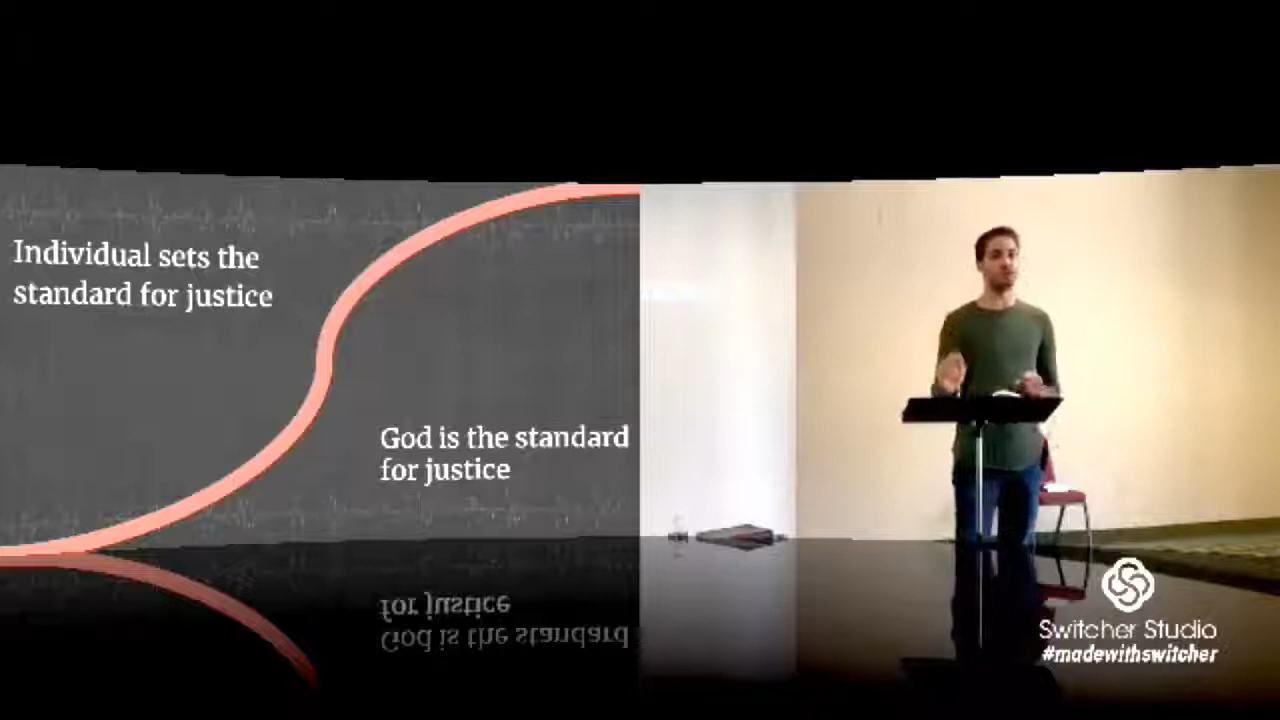 Individual sets the
standard for justice
God is the standard
for justice
for justice
God is the standard
Switcher Studio
#madewithswitcher